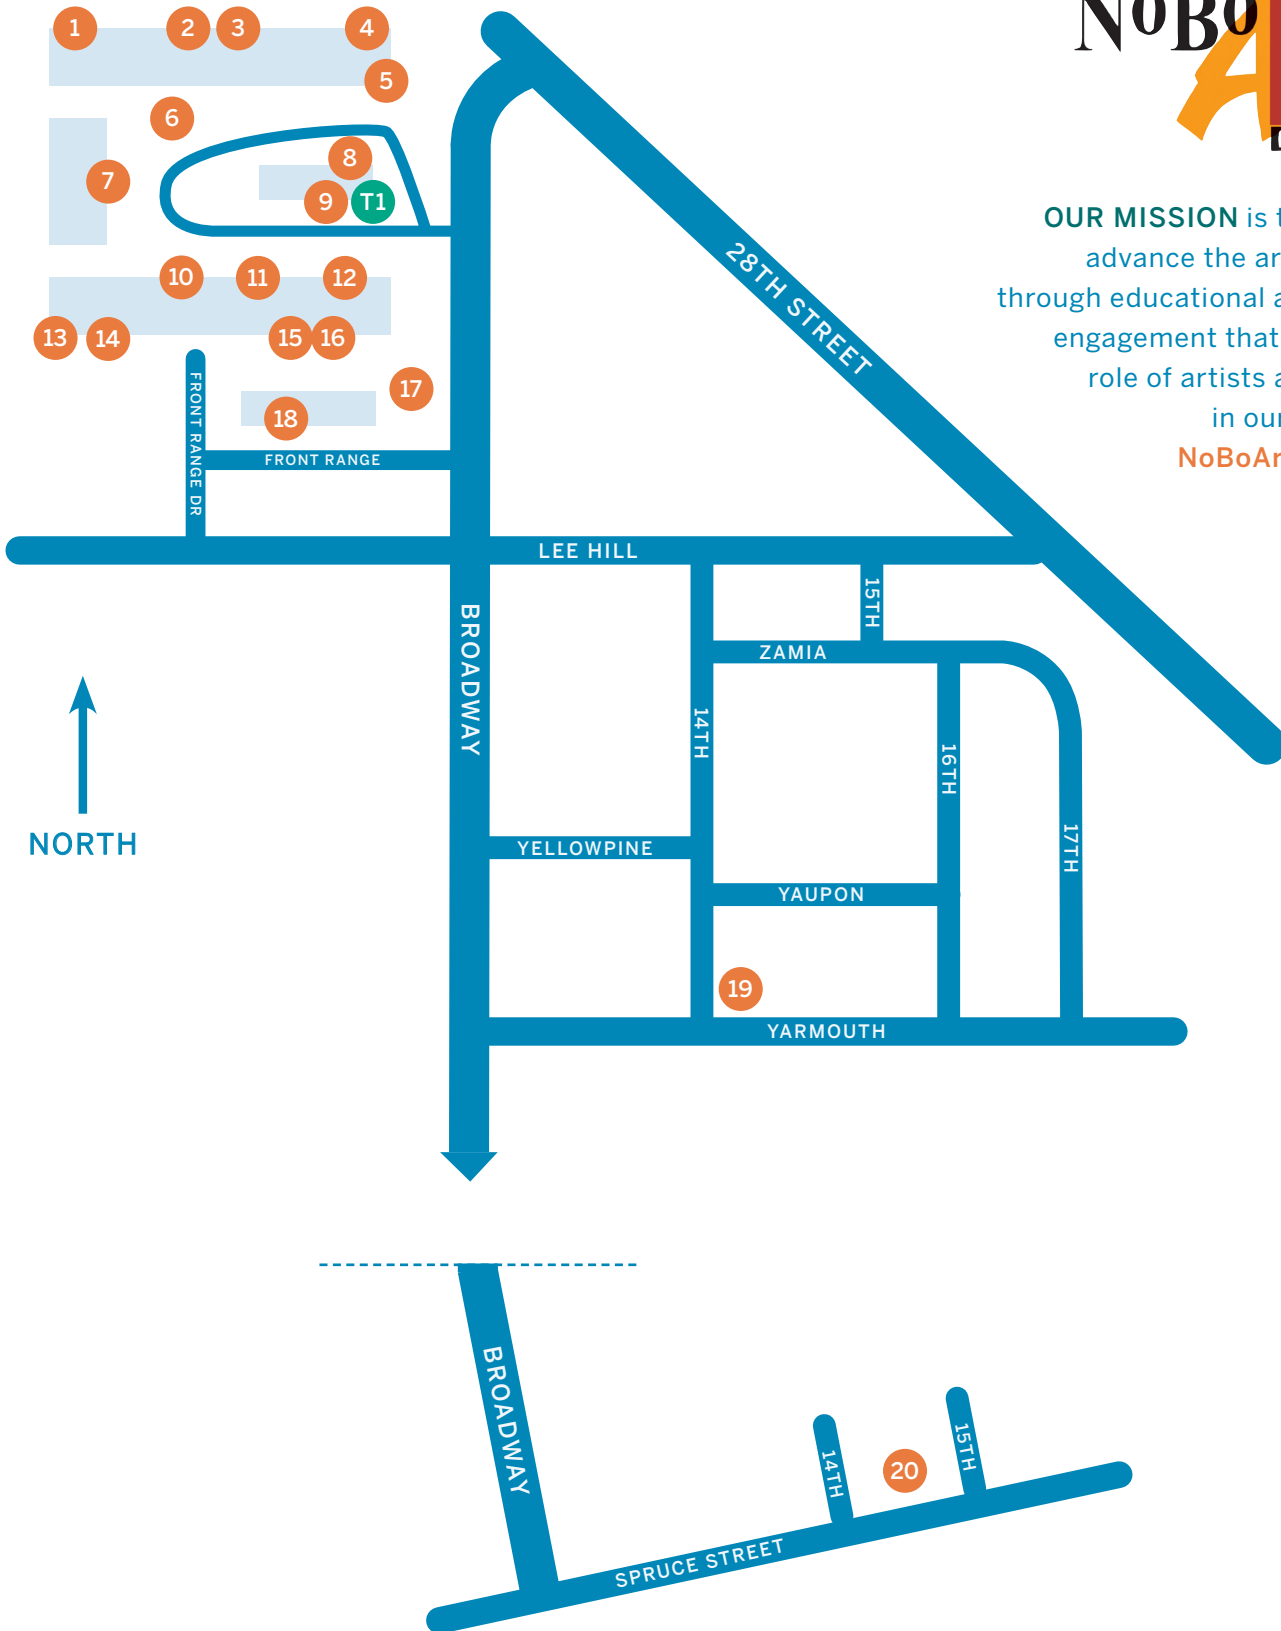 1
2
3
4
5
6
7
8
9
T1
10
11
12
13
14
15
16
17
18
NoBo
OUR MISSION is
advance the
through educational
engagement that
role of artists
in our
28TH STREET
FRONT RANGE DR
FRONT RANGE
LEE HILL
BROADWAY
15TH
ZAMIA
14TH
16TH
17TH
NORTH
YELLOWPINE
YAUPON
19
YARMOUTH
BROADWAY
14TH
20
15TH
SPRUCE STREET